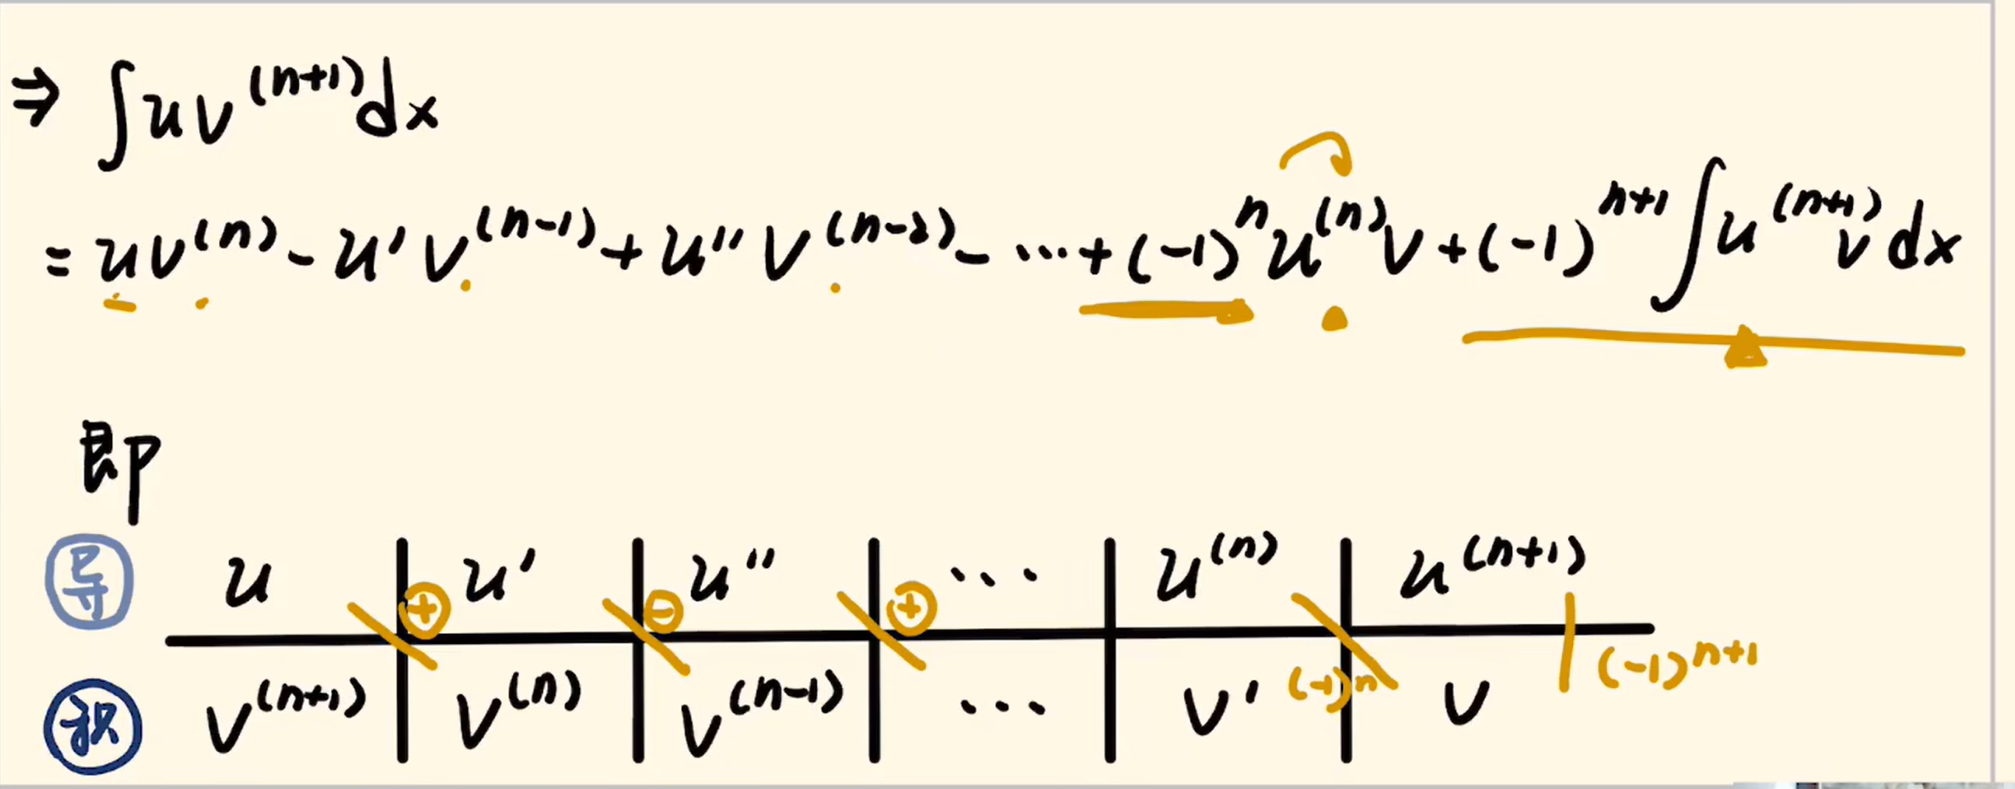 ⇒ ∫uv^(n+1)dx
= uv^(n) - u'v^(n-1) + u''v^(n-2) - ⋯ + (-1)^n u^(n)v + (-1)^{n+1} ∫u^(n+1)v dx
即
导 u | u' | u'' | ⋯ | u^(n) | u^(n+1)
⊕ ⊖ ⊕ (-1)^n (-1)^{n+1}
积 v^(n+1) | v^(n) | v^(n-1) | ⋯ | v' | v